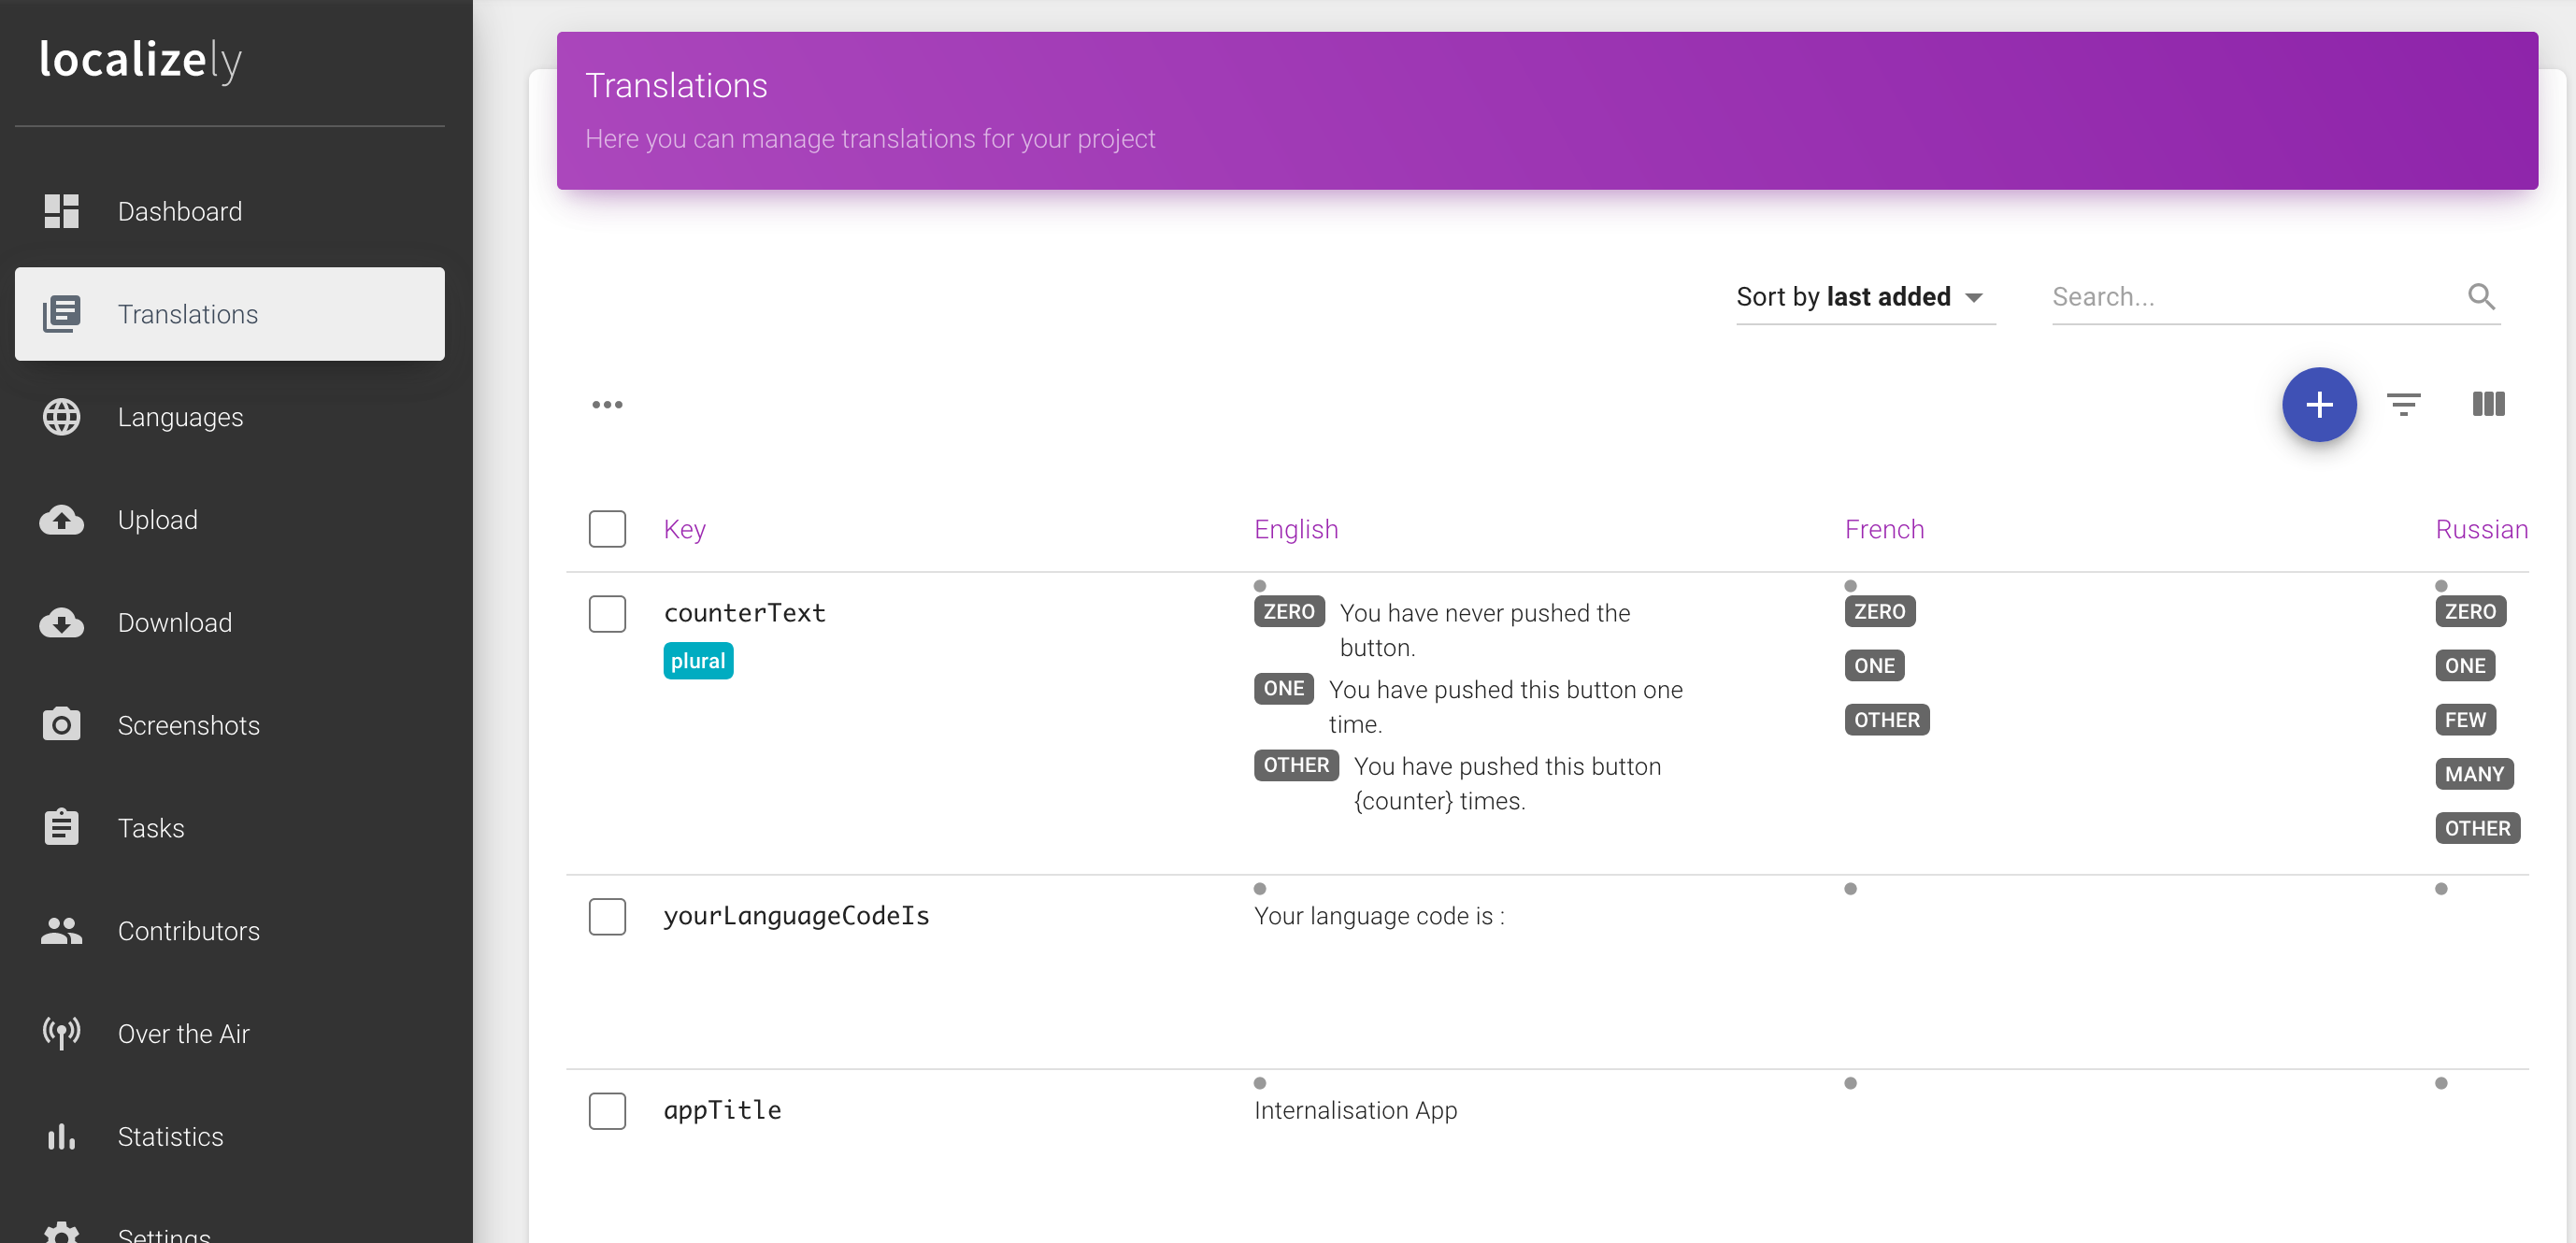 localizely
Dashboard
Translations
Languages
Upload
Download
Screenshots
Tasks
Contributors
Over the Air
Statistics
Settings
Translations
Here you can manage translations for your project
Sort by last added
Search...
Key
English
French
Russian
counterText
plural
ZERO You have never pushed the
button.
ONE You have pushed this button one
time.
OTHER You have pushed this button
{counter} times.
ZERO
ONE
OTHER
ZERO
ONE
FEW
MANY
OTHER
yourLanguageCodeIs
Your language code is :
appTitle
Internalisation App